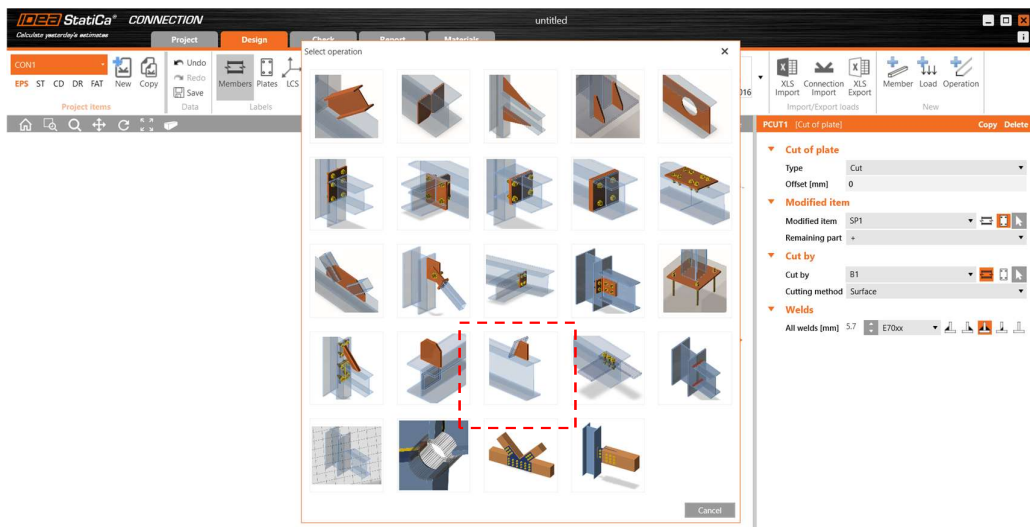 IDEA StatiCa® CONNECTION
untitled
Calculate yesterday's estimates
Project Design Check Report Materials
Select operation
CON1
EPS ST CD DR FAT
New Copy
Undo
Redo
Save
Members Plates LCS
016
XLS Import
Connection Import
XLS Export
Member Load Operation
Project items
Data
Labels
Import/Export loads
New
PCUT1 [Cut of plate] Copy Delete
Cut of plate
Type Cut
Offset [mm] 0
Modified item
Modified item SP1
Remaining part +
Cut by
Cut by B1
Cutting method Surface
Welds
All welds [mm] 5.7 E70xx
Cancel